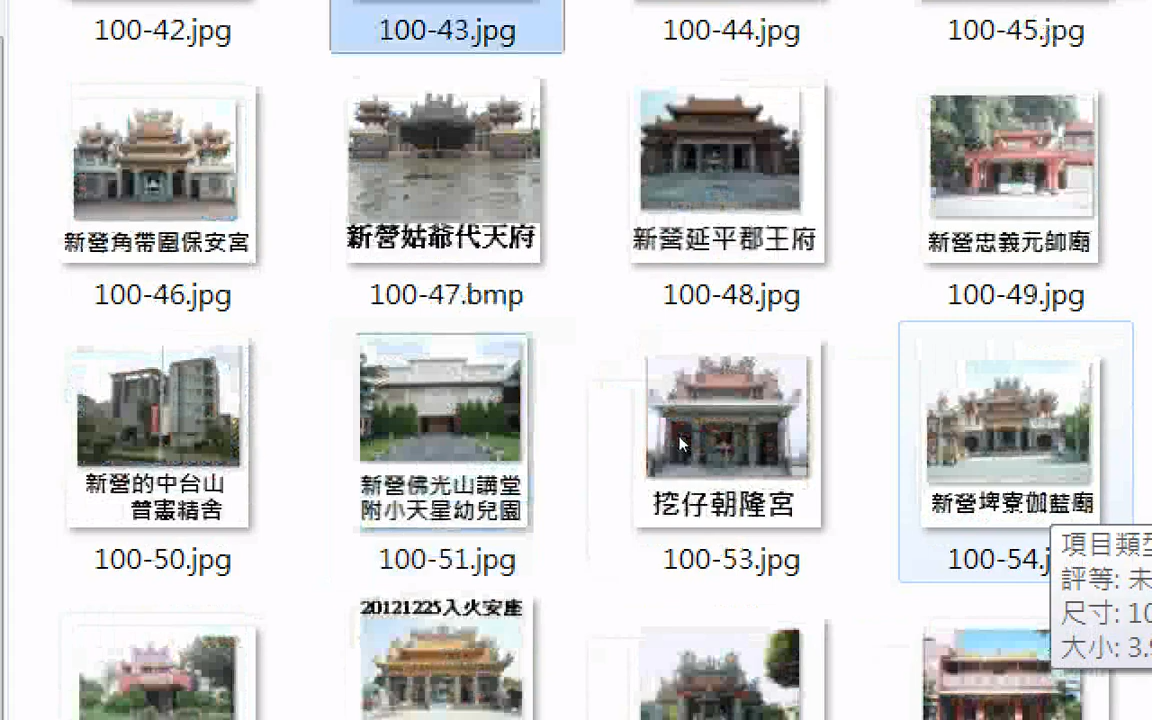 100-42.jpg
100-43.jpg
100-44.jpg
100-45.jpg
新營角帶圍保安宮
新營姑爺代天府
新營延平郡王府
新營忠義元帥廟
100-46.jpg
100-47.bmp
100-48.jpg
100-49.jpg
新營的中台山
普憲精舍
新營佛光山講堂
附小天星幼兒園
挖仔朝隆宮
新營埤寮伽藍廟
100-50.jpg
100-51.jpg
100-53.jpg
100-54.j
項目類型
評等: 未
尺寸: 10
大小: 3.9
20121225入火安座